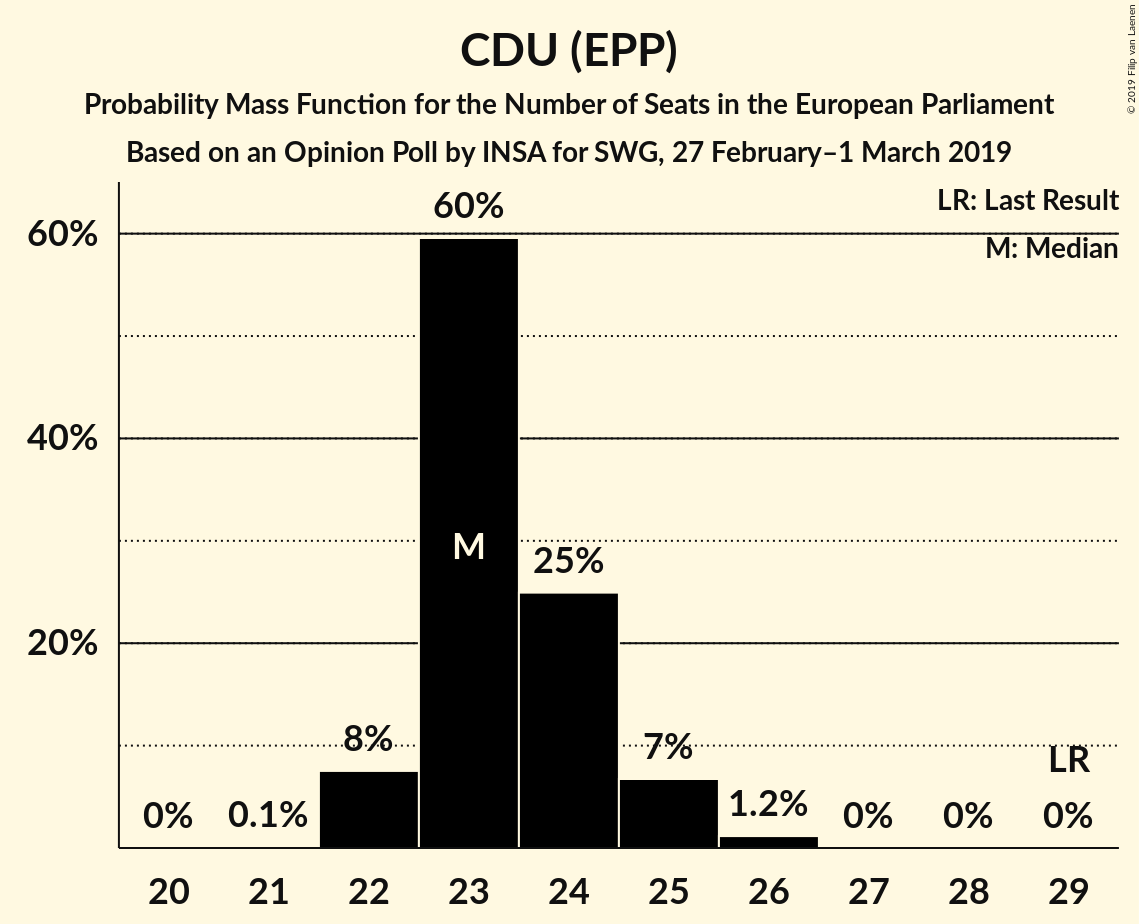 CDU (EPP)
Probability Mass Function for the Number of Seats in the European Parliament
Based on an Opinion Poll by INSA for SWG, 27 February–1 March 2019
© 2019 Filip van Laenen
LR: Last Result
M: Median
60%
40%
20%
0%
0.1%
8%
60%
M
25%
7%
1.2%
0%
0%
LR
0%
20 21 22 23 24 25 26 27 28 29